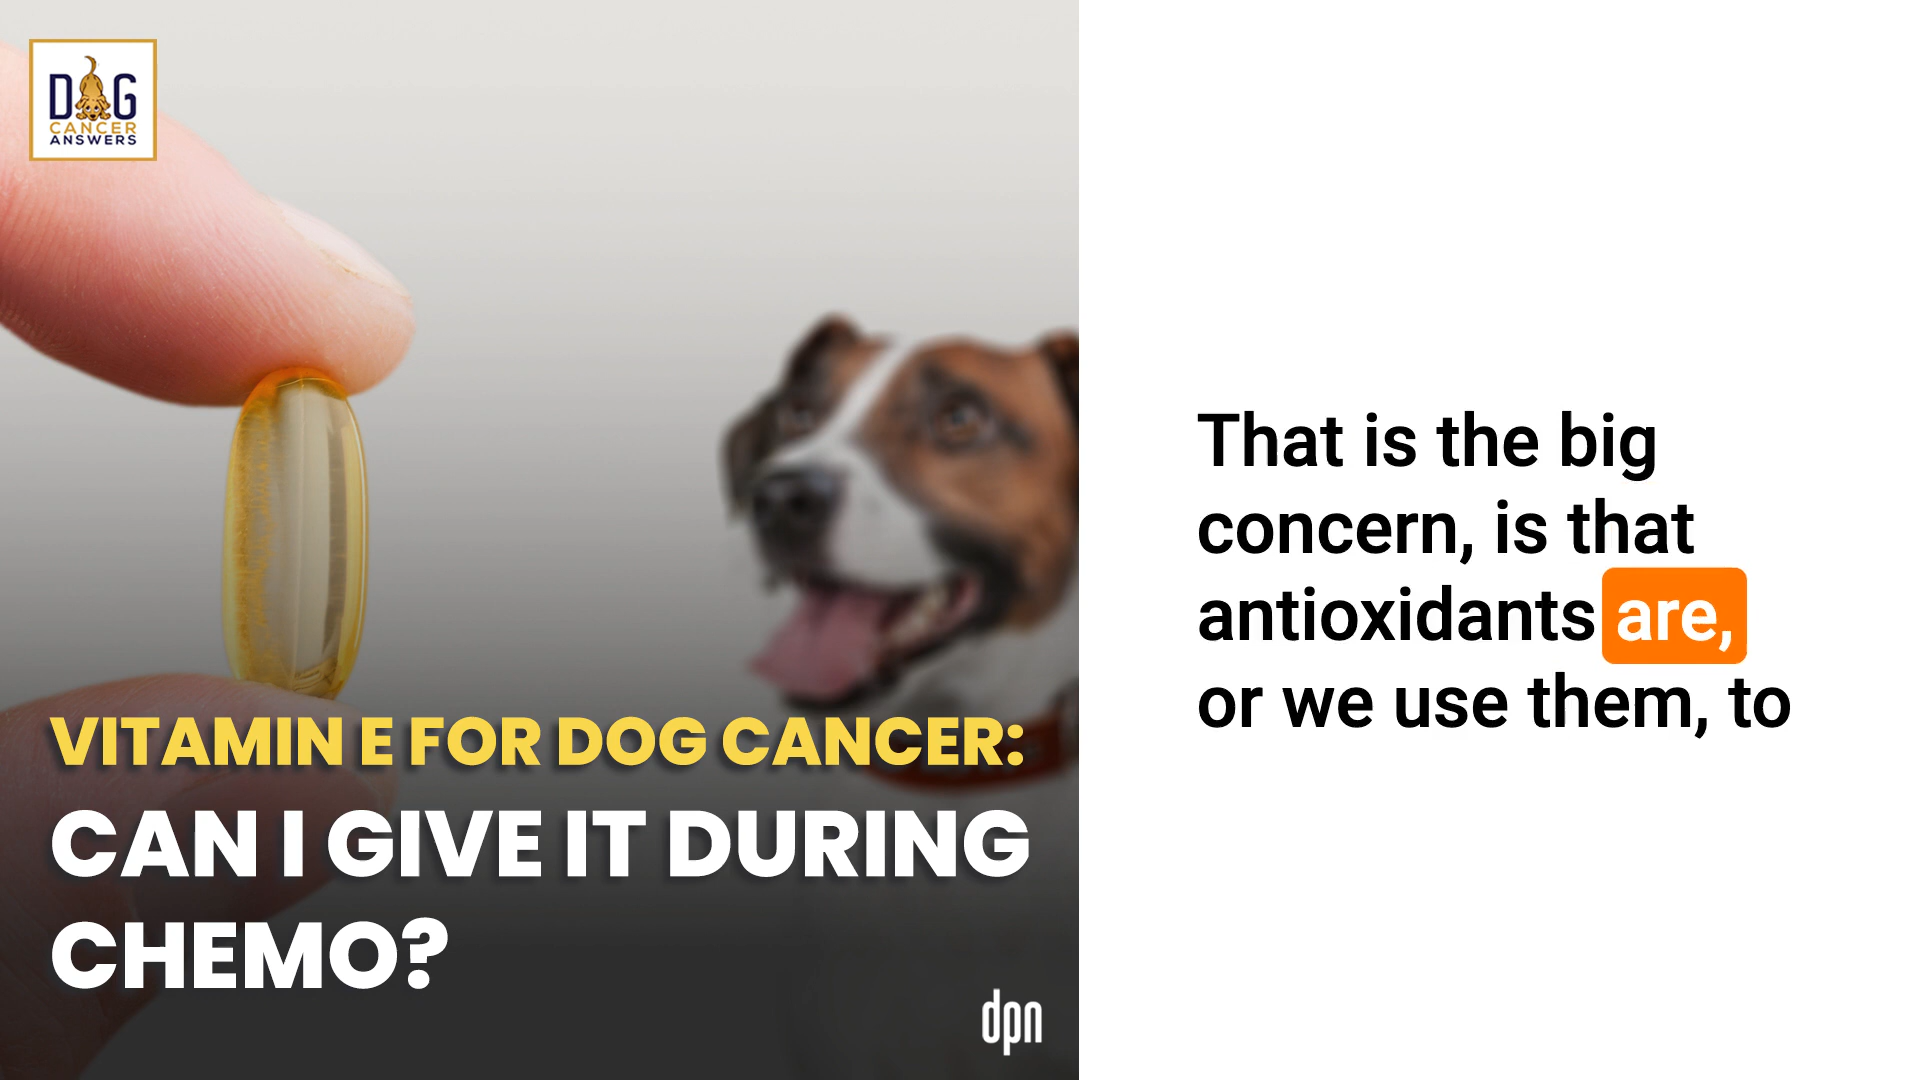 DOG
CANCER
ANSWERS
VITAMIN E FOR DOG CANCER:
CAN I GIVE IT DURING
CHEMO?
dpn
That is the big
concern, is that
antioxidants are,
or we use them, to